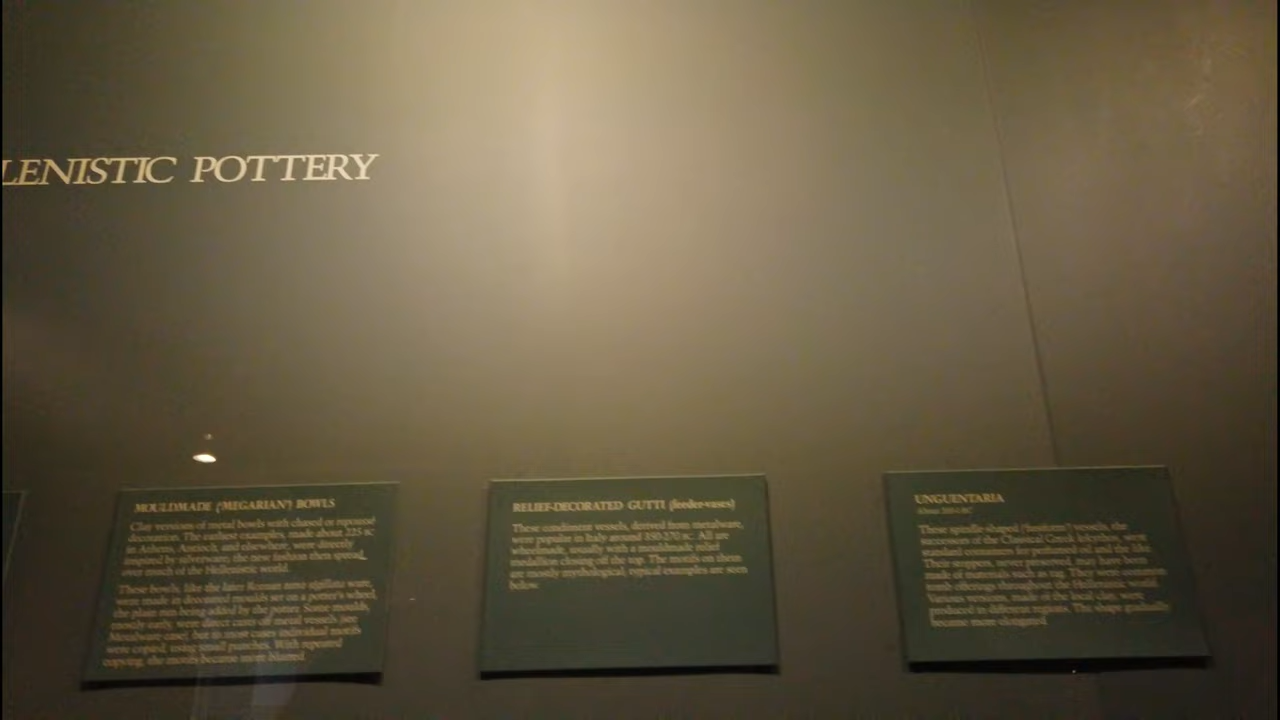 LENISTIC POTTERY
MOULDMADE ('MEGARIAN') BOWLS
Clay versions of metal bowls with chased or repoussé
decoration. The earliest examples, made about 225 BC
in Athens, Antioch, and elsewhere, were directly
inspired by silverware; the fashion then spread
over much of the Hellenistic world.
These bowls, like the later Roman terra sigillata ware,
were made in decorated moulds set on a potter's wheel,
the plain rim being added by the potter. Some moulds,
mostly early, were direct casts of metal vessels (see
Metalware case), but in most cases individual motifs
were copied, using small punches. With repeated
copying, the motifs became more blurred.
RELIEF-DECORATED GUTTI (feeder-vases)
These condiment vessels, derived from metalware,
were popular in Italy around 350-270 BC. All are
wheelmade, usually with a mouldmade relief
medallion closing off the top. The motifs on them
are mostly mythological; typical examples are seen
below.
UNGUENTARIA
About 300-1 BC
These spindle-shaped ('fusiform') vessels, the
successors of the Classical Greek lekythos, were
standard containers for perfumed oil and the like.
Their stoppers, never preserved, may have been
made of materials such as rag. They were common
tomb offerings throughout the Hellenistic world.
Various versions, many of the local clay, were
produced in different regions. The shape gradually
became more elongated.